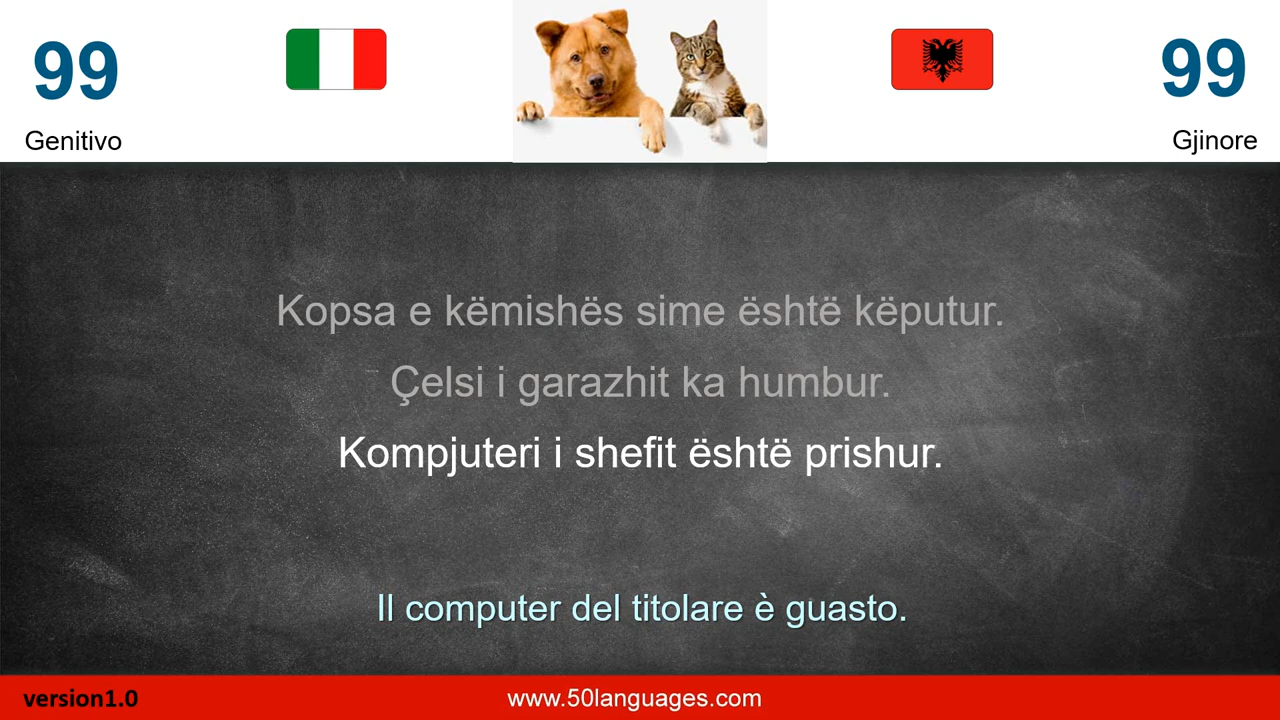 99
99
Genitivo
Gjinore
Kopsa e këmishës sime është këputur.
Çelsi i garazhit ka humbur.
Kompjuteri i shefit është prishur.
Il computer del titolare è guasto.
version1.0
www.50languages.com